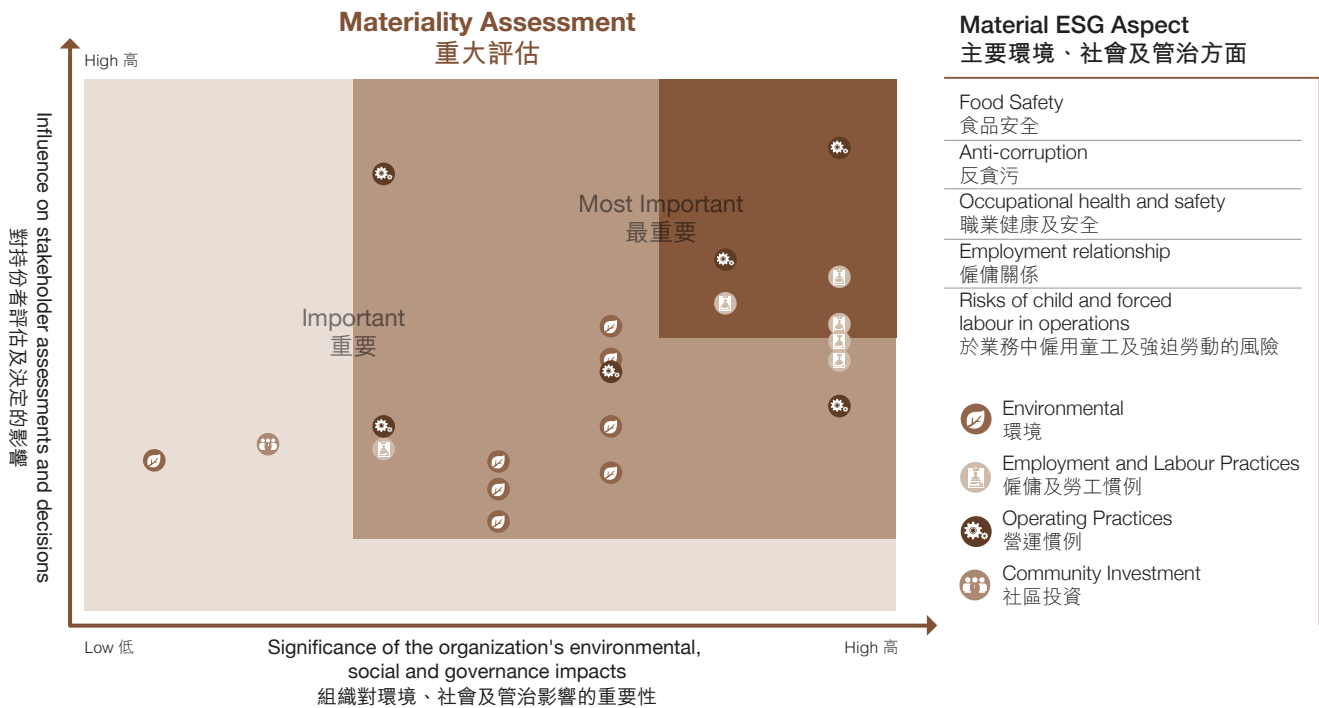 Materiality Assessment
重大評估
High 高
Influence on stakeholder assessments and decisions
對持份者評估及決定的影響
Most Important
最重要
Important
重要
Low 低
High 高
Significance of the organization's environmental,
social and governance impacts
組織對環境、社會及管治影響的重要性
Material ESG Aspect
主要環境、社會及管治方面
Food Safety
食品安全
Anti-corruption
反貪污
Occupational health and safety
職業健康及安全
Employment relationship
僱傭關係
Risks of child and forced
labour in operations
於業務中僱用童工及強迫勞動的風險
Environmental
環境
Employment and Labour Practices
僱傭及勞工慣例
Operating Practices
營運慣例
Community Investment
社區投資